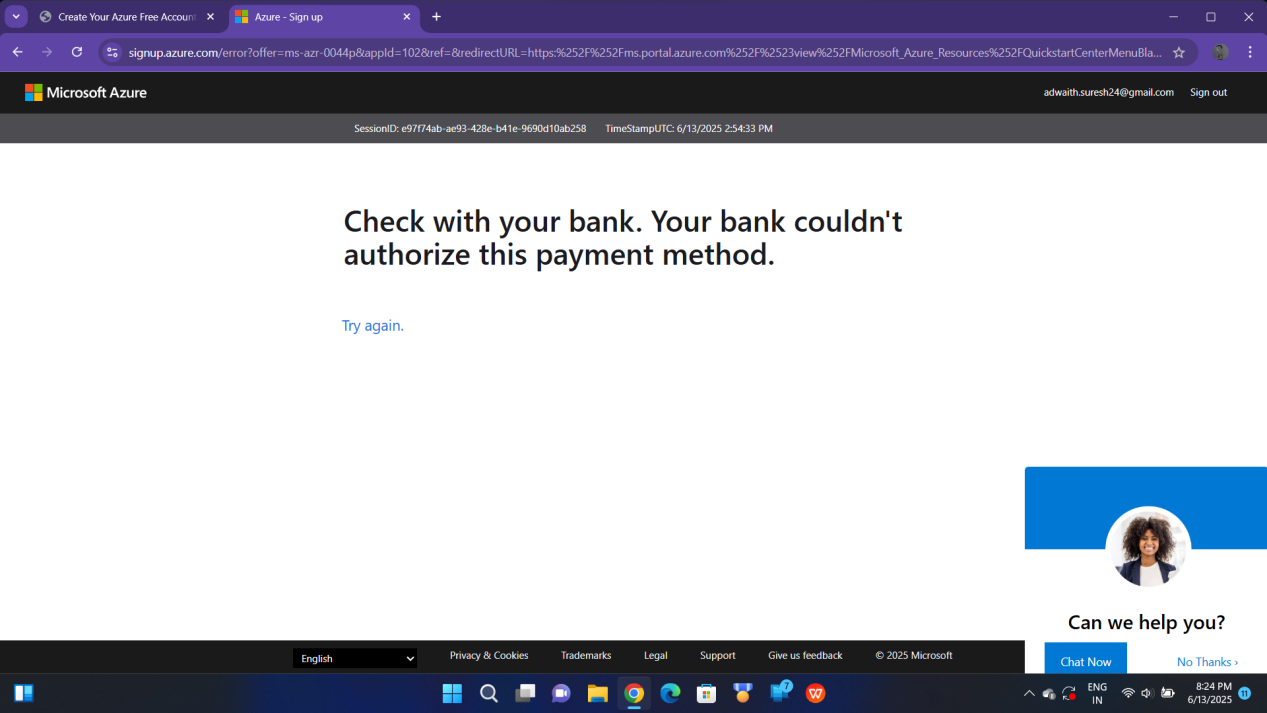 Create Your Azure Free Account
Azure - Sign up
signup.azure.com/error?offer=ms-azr-0044p&appId=102&ref=&redirectURL=https:%252F%252Fms.portal.azure.com%252F%2523view%252FMicrosoft_Azure_Resources%252FQuickstartCenterMenuBla...
Microsoft Azure
adwaith.suresh24@gmail.com Sign out
SessionID: e97f74ab-ae93-428e-b41e-9690d10ab258 TimeStampUTC: 6/13/2025 2:54:33 PM
Check with your bank. Your bank couldn't
authorize this payment method.
Try again.
Can we help you?
Chat Now No Thanks ›
English Privacy & Cookies Trademarks Legal Support Give us feedback © 2025 Microsoft
7
W
ENG
IN
8:24 PM
6/13/2025
11